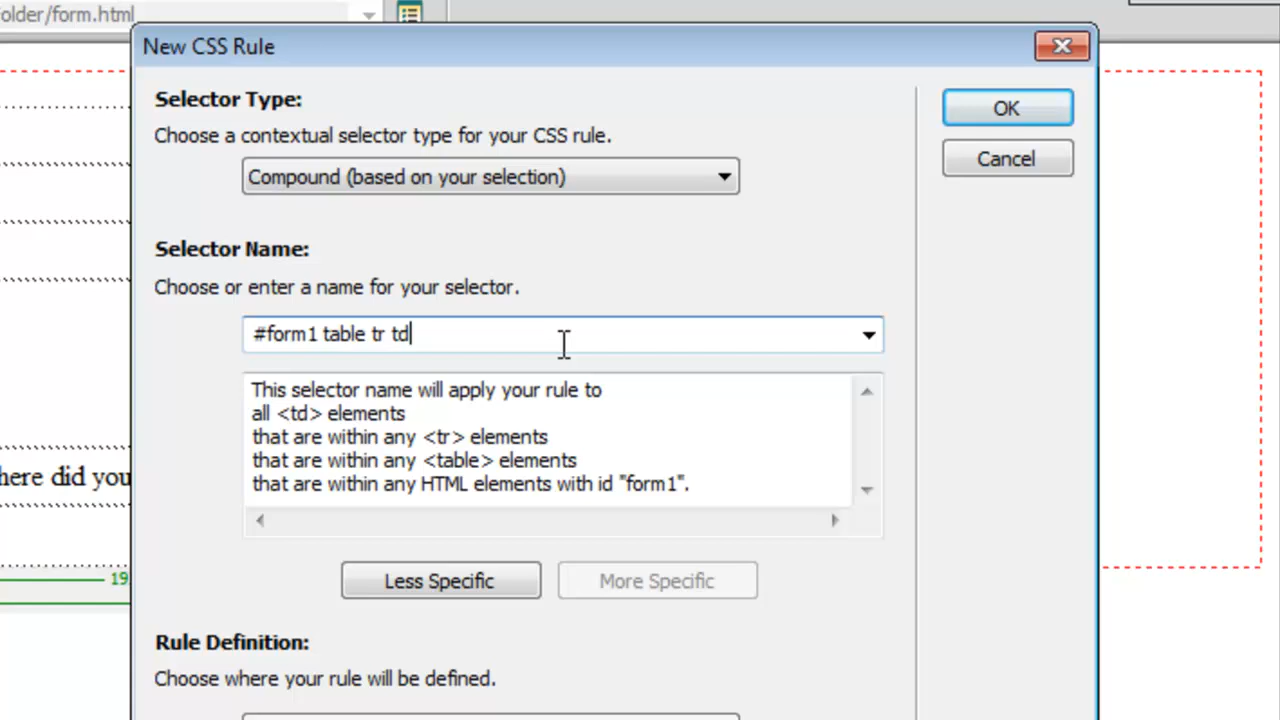 older/form.html
New CSS Rule
Selector Type:
Choose a contextual selector type for your CSS rule.
Compound (based on your selection)
OK
Cancel
Selector Name:
Choose or enter a name for your selector.
#form1 table tr td
This selector name will apply your rule to
all <td> elements
that are within any <tr> elements
that are within any <table> elements
that are within any HTML elements with id "form1".
here did you
19
Less Specific
More Specific
Rule Definition:
Choose where your rule will be defined.